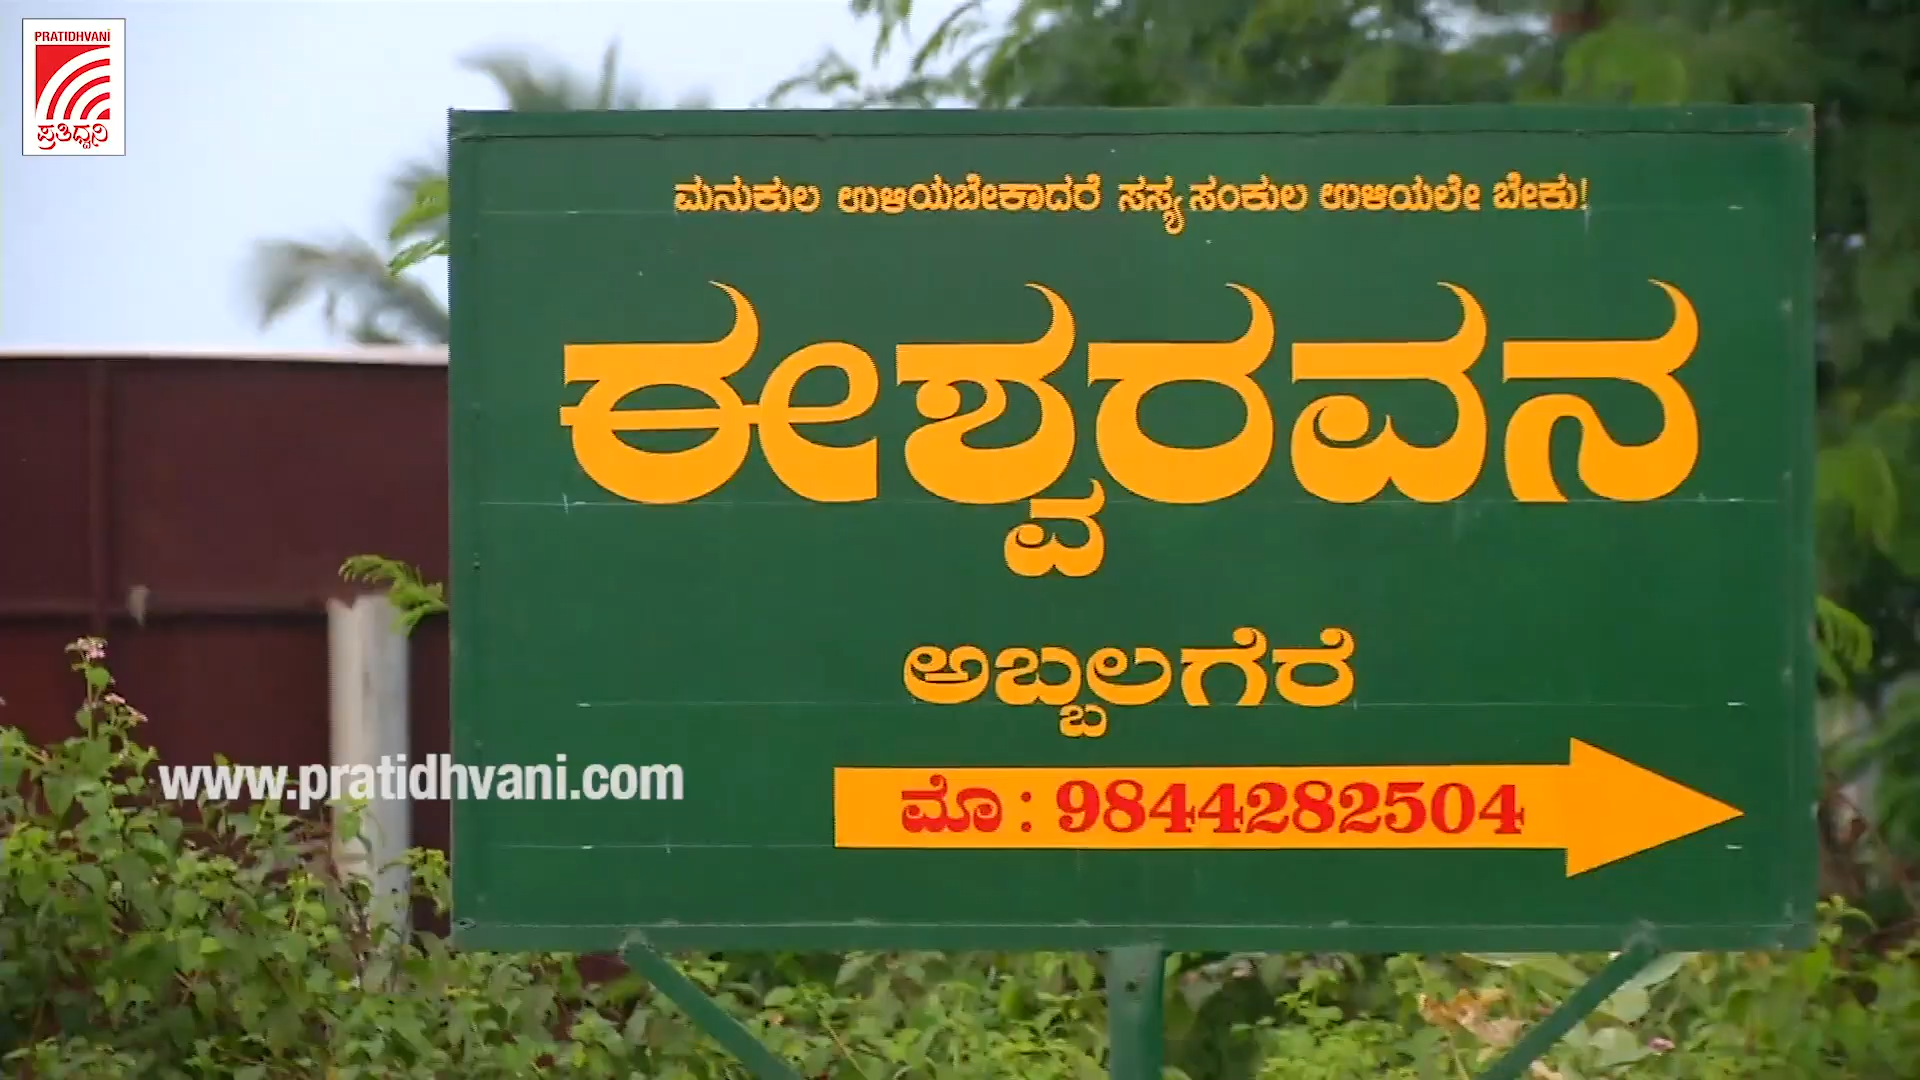 PRATIDHVANI
ಪ್ರತಿಧ್ವನಿ
ಮನುಕುಲ ಉಳಿಯಬೇಕಾದರೆ ಸಸ್ಯ ಸಂಕುಲ ಉಳಿಯಲೇ ಬೇಕು!
ಈಶ್ವರವನ
ಅಬ್ಬಲಗೆರೆ
ಮೊ : 9844282504
www.pratidhvani.com